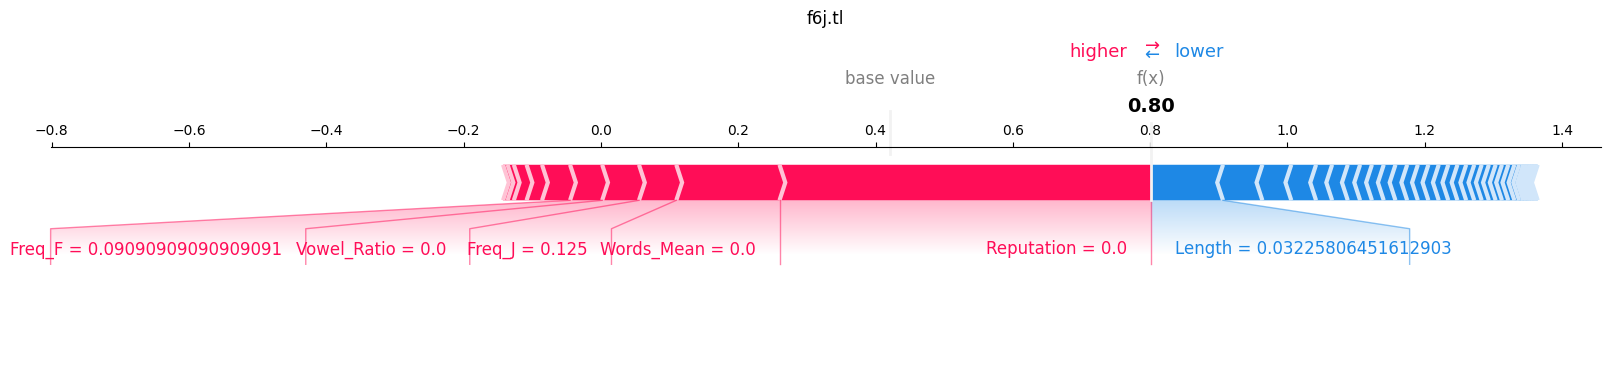 f6j.tl
higher ⇄ lower
base value f(x)
0.80
−0.8 −0.6 −0.4 −0.2 0.0 0.2 0.4 0.6 0.8 1.0 1.2 1.4
Freq_F = 0.09090909090909091 Vowel_Ratio = 0.0 Freq_J = 0.125 Words_Mean = 0.0 Reputation = 0.0 Length = 0.03225806451612903